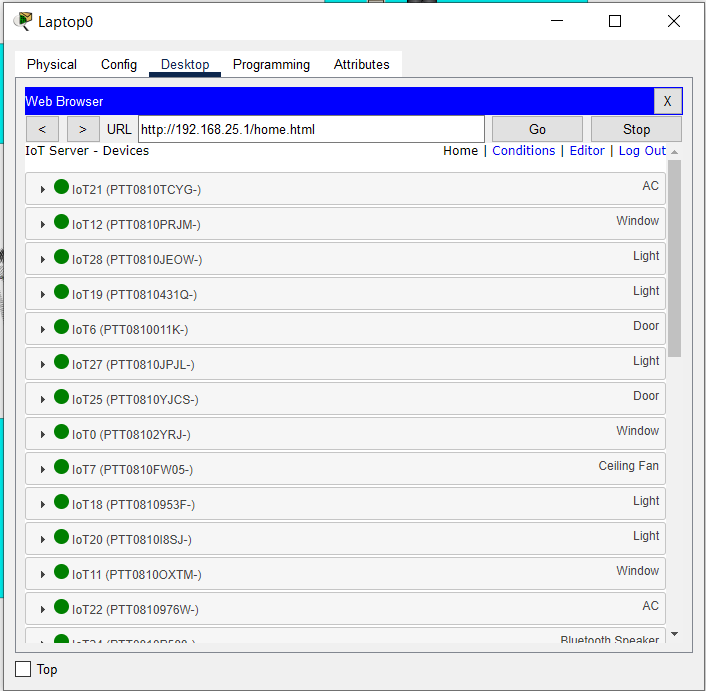 Laptop0
Physical Config Desktop Programming Attributes
Web Browser X
< > URL http://192.168.25.1/home.html Go Stop
IoT Server - Devices Home | Conditions | Editor | Log Out
IoT21 (PTT0810TCYG-) AC
IoT12 (PTT0810PRJM-) Window
IoT28 (PTT0810JEOW-) Light
IoT19 (PTT0810431Q-) Light
IoT6 (PTT0810011K-) Door
IoT27 (PTT0810JPJL-) Light
IoT25 (PTT0810YJCS-) Door
IoT0 (PTT08102YRJ-) Window
IoT7 (PTT0810FW05-) Ceiling Fan
IoT18 (PTT0810953F-) Light
IoT20 (PTT0810I8SJ-) Light
IoT11 (PTT0810OXTM-) Window
IoT22 (PTT0810976W-) AC
Bluetooth Speaker
Top